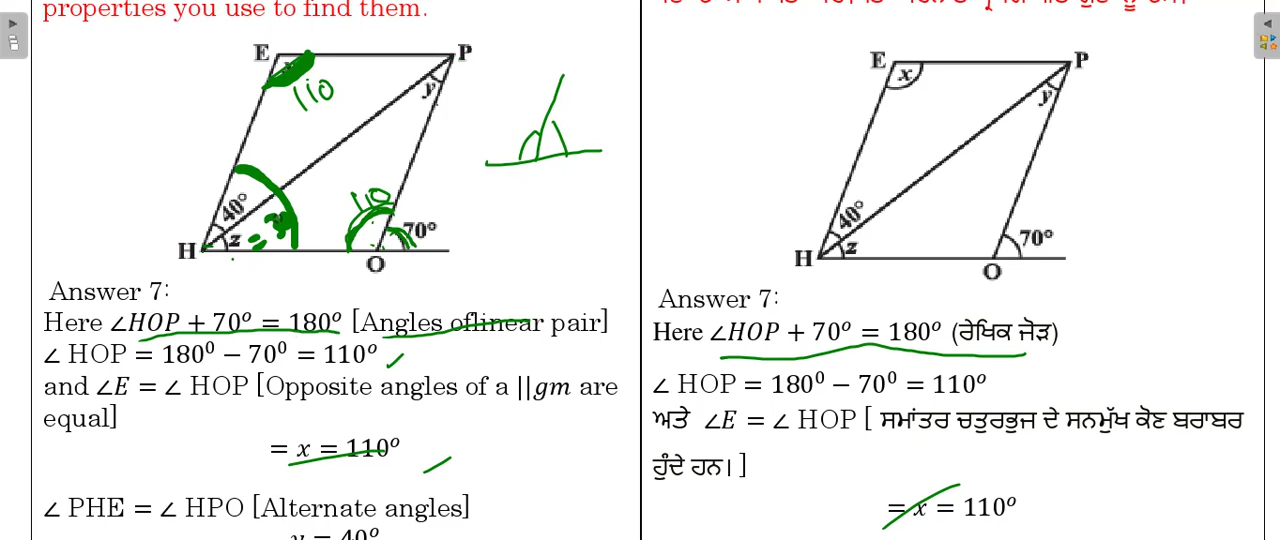 properties you use to find them.
E
P
x
110
y
40°
z
110
70°
H
O
Answer 7:
Here ∠HOP + 70° = 180° [Angles oflinear pair]
∠ HOP = 180⁰ − 70⁰ = 110°
and ∠E = ∠ HOP [Opposite angles of a ||gm are
equal]
= x = 110°
∠ PHE = ∠ HPO [Alternate angles]
y = 40°
E
P
x
y
40°
z
70°
H
O
Answer 7:
Here ∠HOP + 70° = 180° (ਰੇਖਿਕ ਜੋੜ)
∠ HOP = 180⁰ − 70⁰ = 110°
ਅਤੇ ∠E = ∠ HOP [ ਸਮਾਂਤਰ ਚਤੁਰਭੁਜ ਦੇ ਸਨਮੁੱਖ ਕੋਣ ਬਰਾਬਰ
ਹੁੰਦੇ ਹਨ। ]
= x = 110°